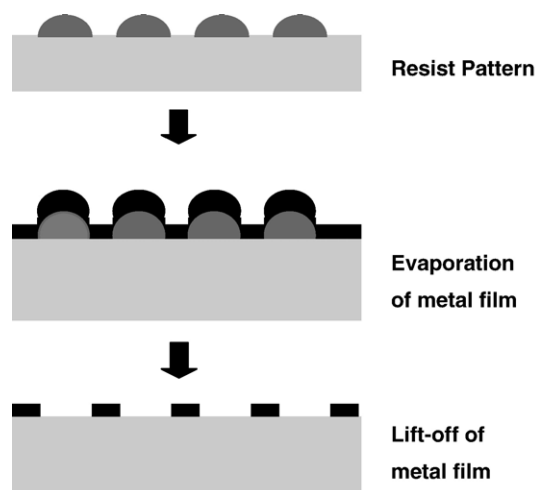 Resist Pattern
Evaporation
of metal film
Lift-off of
metal film